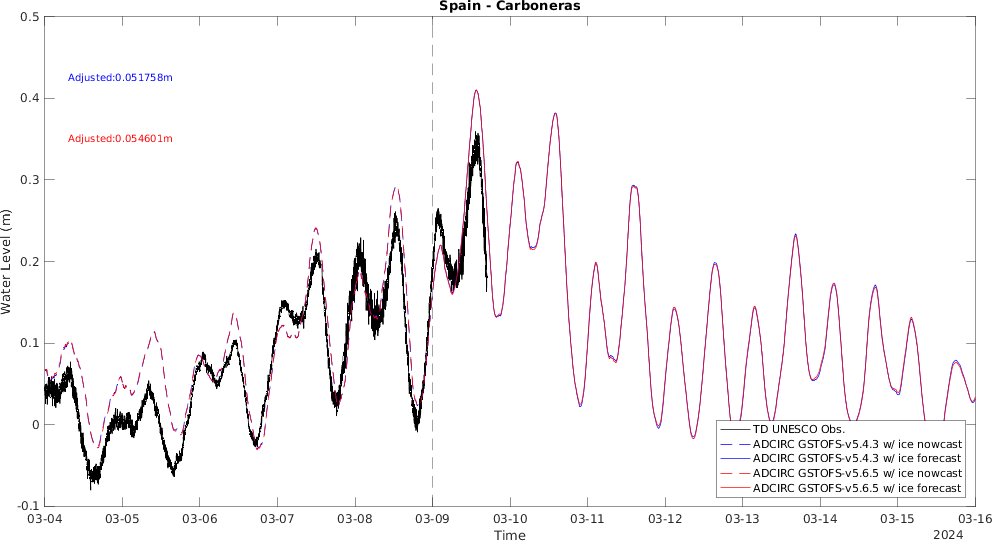 Spain - Carboneras
0.5
0.4
0.3
0.2
0.1
0
-0.1
Water Level (m)
Adjusted:0.051758m
Adjusted:0.054601m
TD UNESCO Obs.
ADCIRC GSTOFS-v5.4.3 w/ ice nowcast
ADCIRC GSTOFS-v5.4.3 w/ ice forecast
ADCIRC GSTOFS-v5.6.5 w/ ice nowcast
ADCIRC GSTOFS-v5.6.5 w/ ice forecast
03-04 03-05 03-06 03-07 03-08 03-09 03-10 03-11 03-12 03-13 03-14 03-15 03-16
Time
2024